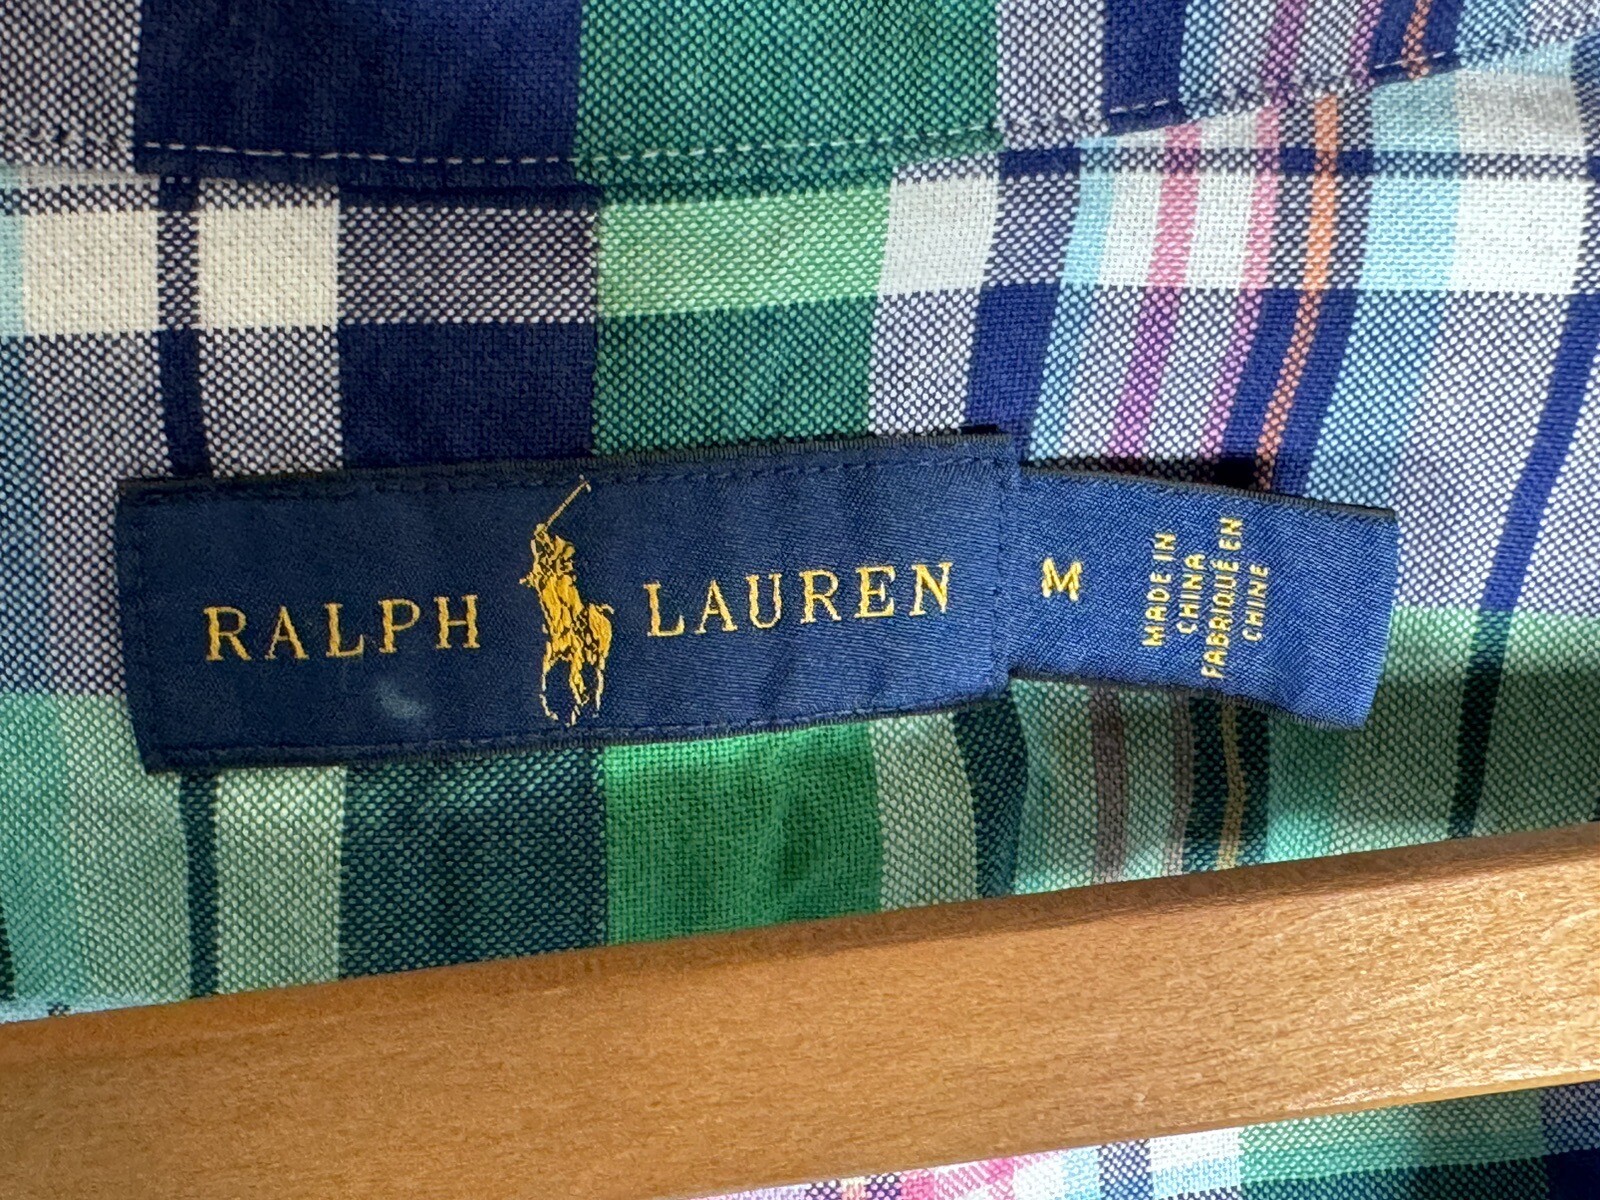 RALPH LAUREN
M
MADE IN
CHINA
FABRIQUÉ EN
CHINE